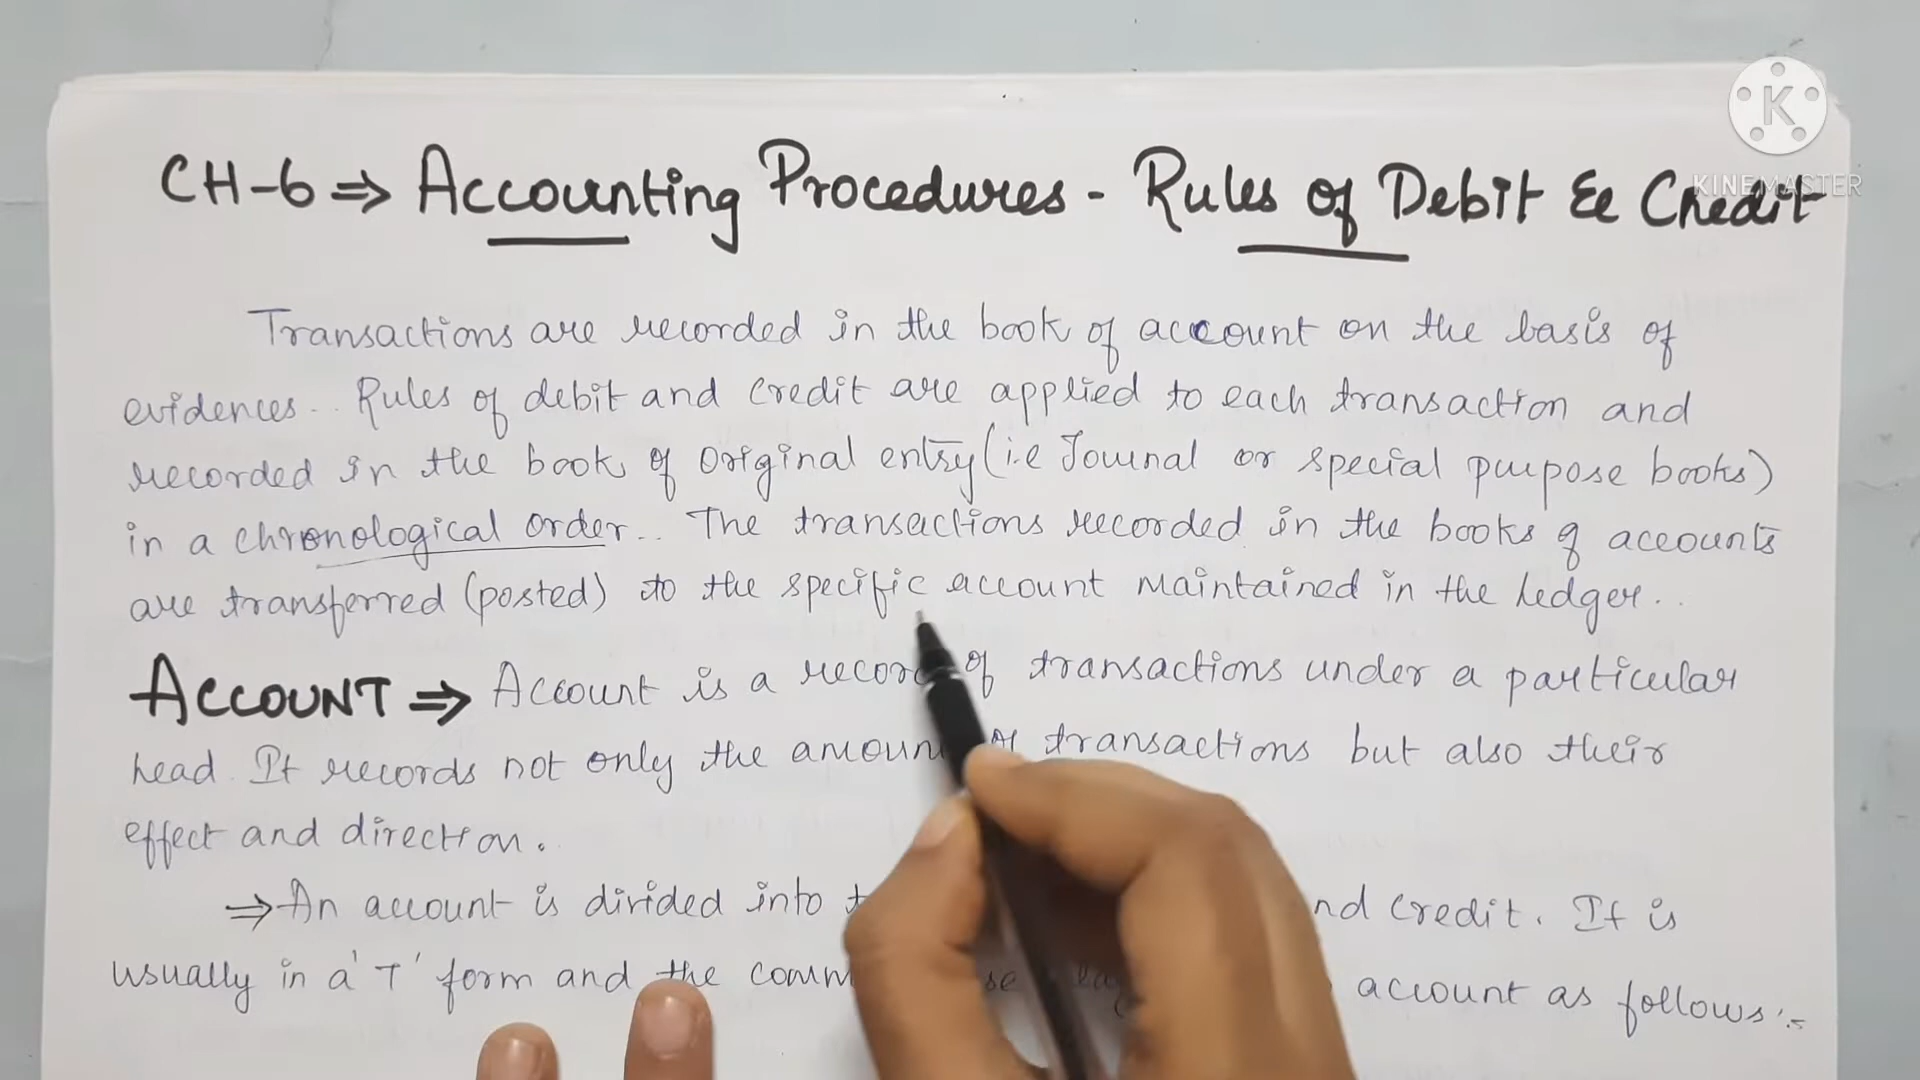 K
KINEMASTER
CH-6 ⇒ Accounting Procedures - Rules of Debit & Credit
Transactions are recorded in the book of account on the basis of
evidences.. Rules of debit and credit are applied to each transaction and
recorded in the book of original entry (i.e Journal or special purpose books)
in a chronological order.. The transactions recorded in the books of accounts
are transferred (posted) to the specific account maintained in the ledger..
ACCOUNT ⇒ Account is a record of transactions under a particular
head. It records not only the amount of transactions but also their
effect and direction.
⇒ An account is divided into and credit. It is
usually in a 'T' form and the account as follows:-